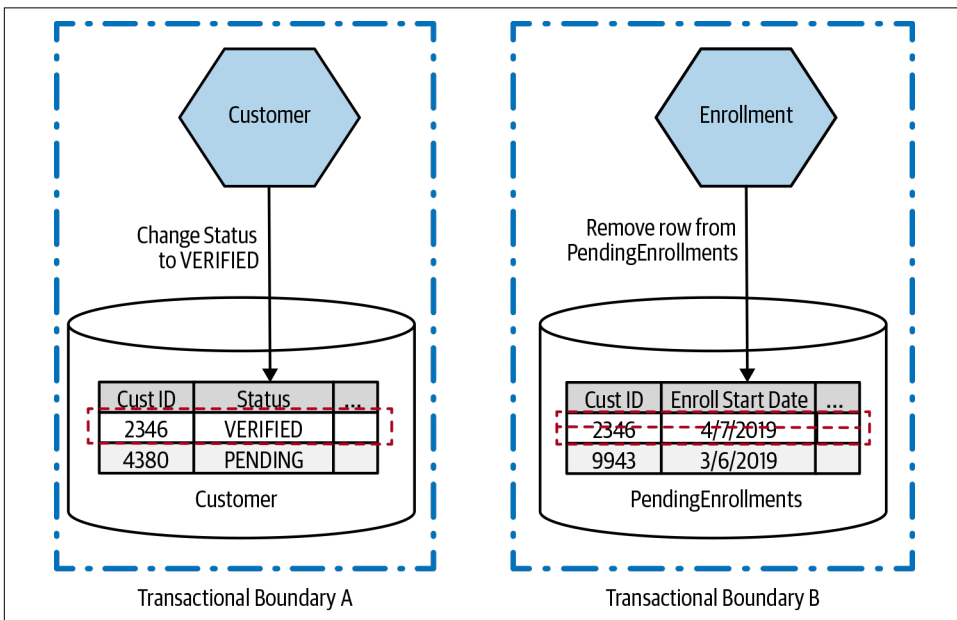 Customer
Change Status
to VERIFIED
Cust ID Status ...
2346 VERIFIED
4380 PENDING
Customer
Transactional Boundary A
Enrollment
Remove row from
PendingEnrollments
Cust ID Enroll Start Date ...
2346 4/7/2019
9943 3/6/2019
PendingEnrollments
Transactional Boundary B